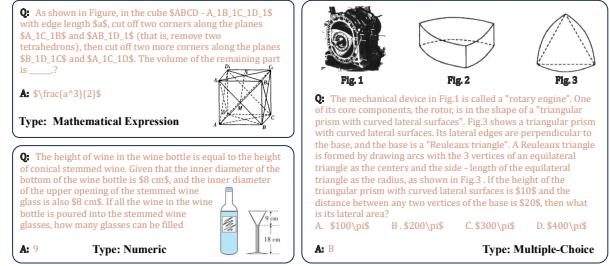 Q: As shown in Figure, in the cube $ABCD - A_1B_1C_1D_1$
with edge length $a$, cut off two corners along the planes
$A_1C_1B$ and $AB_1D_1$ (that is, remove two
tetrahedrons), then cut off two more corners along the planes
$B_1D_1C$ and $A_1C_1D$. The volume of the remaining part
is _____.?
A: $\frac{a^3}{2}$
Type: Mathematical Expression
Q: The height of wine in the wine bottle is equal to the height
of conical stemmed wine. Given that the inner diameter of the
bottom of the wine bottle is $8 cm$, and the inner diameter
of the upper opening of the stemmed wine
glass is also $8 cm$. If all the wine in the wine
bottle is poured into the stemmed wine
glasses, how many glasses can be filled
9 cm
18 cm
A: 9 Type: Numeric
Fig.1 Fig.2 Fig.3
Q: The mechanical device in Fig.1 is called a "rotary engine". One
of its core components, the rotor, is in the shape of a "triangular
prism with curved lateral surfaces". Fig.3 shows a triangular prism
with curved lateral surfaces. Its lateral edges are perpendicular to
the base, and the base is a "Reuleaux triangle". A Reuleaux triangle
is formed by drawing arcs with the 3 vertices of an equilateral
triangle as the centers and the side - length of the equilateral
triangle as the radius, as shown in Fig.3 . If the height of the
triangular prism with curved lateral surfaces is $10$ and the
distance between any two vertices of the base is $20$, then what
is its lateral area?
A. $100\pi$ B . $200\pi$ C. $300\pi$ D. $400\pi$
A: B Type: Multiple-Choice